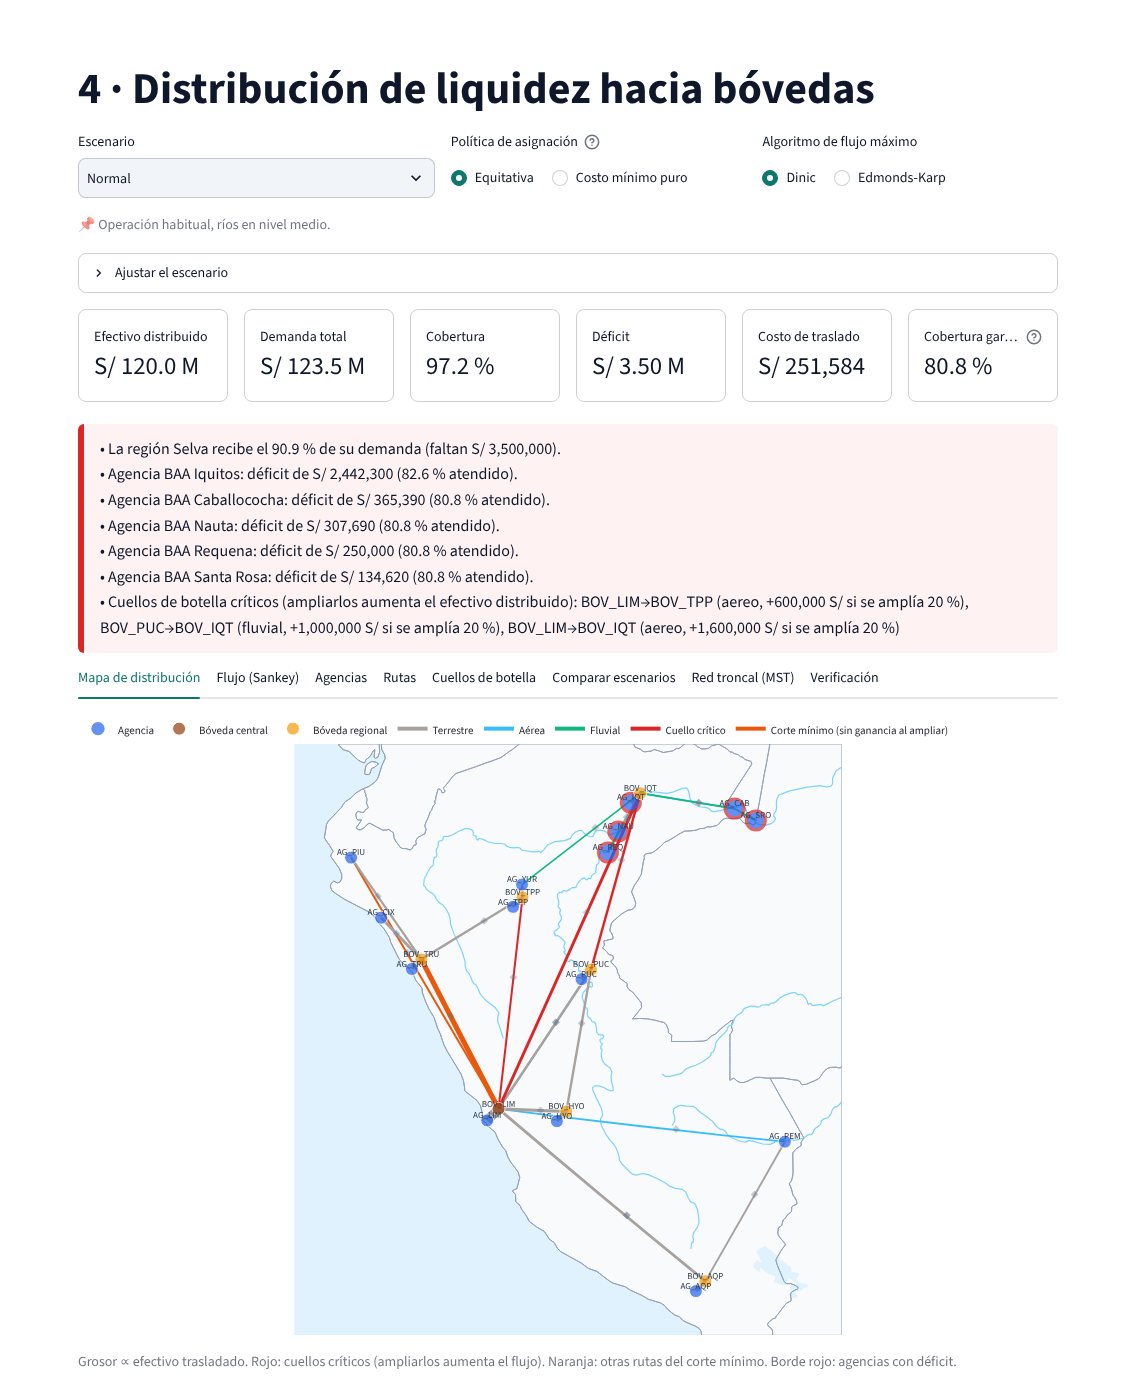 4 · Distribución de liquidez hacia bóvedas
Escenario
Política de asignación
Algoritmo de flujo máximo
Normal
Equitativa
Costo mínimo puro
Dinic
Edmonds-Karp
📌 Operación habitual, ríos en nivel medio.
Ajustar el escenario
Efectivo distribuido
S/ 120.0 M
Demanda total
S/ 123.5 M
Cobertura
97.2 %
Déficit
S/ 3.50 M
Costo de traslado
S/ 251,584
Cobertura gar…
80.8 %
• La región Selva recibe el 90.9 % de su demanda (faltan S/ 3,500,000).
• Agencia BAA Iquitos: déficit de S/ 2,442,300 (82.6 % atendido).
• Agencia BAA Caballococha: déficit de S/ 365,390 (80.8 % atendido).
• Agencia BAA Nauta: déficit de S/ 307,690 (80.8 % atendido).
• Agencia BAA Requena: déficit de S/ 250,000 (80.8 % atendido).
• Agencia BAA Santa Rosa: déficit de S/ 134,620 (80.8 % atendido).
• Cuellos de botella críticos (ampliarlos aumenta el efectivo distribuido): BOV_LIM→BOV_TPP (aereo, +600,000 S/ si se amplía 20 %),
BOV_PUC→BOV_IQT (fluvial, +1,000,000 S/ si se amplía 20 %), BOV_LIM→BOV_IQT (aereo, +1,600,000 S/ si se amplía 20 %)
Mapa de distribución
Flujo (Sankey)
Agencias
Rutas
Cuellos de botella
Comparar escenarios
Red troncal (MST)
Verificación
Agencia
Bóveda central
Bóveda regional
Terrestre
Aérea
Fluvial
Cuello crítico
Corte mínimo (sin ganancia al ampliar)
BOV_IQT
AG_IQT
AG_CAB
AG_SRO
AG_NAU
AG_REQ
AG_PIU
AG_YUR
BOV_TPP
AG_TPP
AG_CIX
BOV_TRU
AG_TRU
BOV_PUC
AG_PUC
BOV_LIM
AG_LIM
BOV_HYO
AG_HYO
AG_PEM
BOV_AQP
AG_AQP
Grosor ∝ efectivo trasladado. Rojo: cuellos críticos (ampliarlos aumenta el flujo). Naranja: otras rutas del corte mínimo. Borde rojo: agencias con déficit.